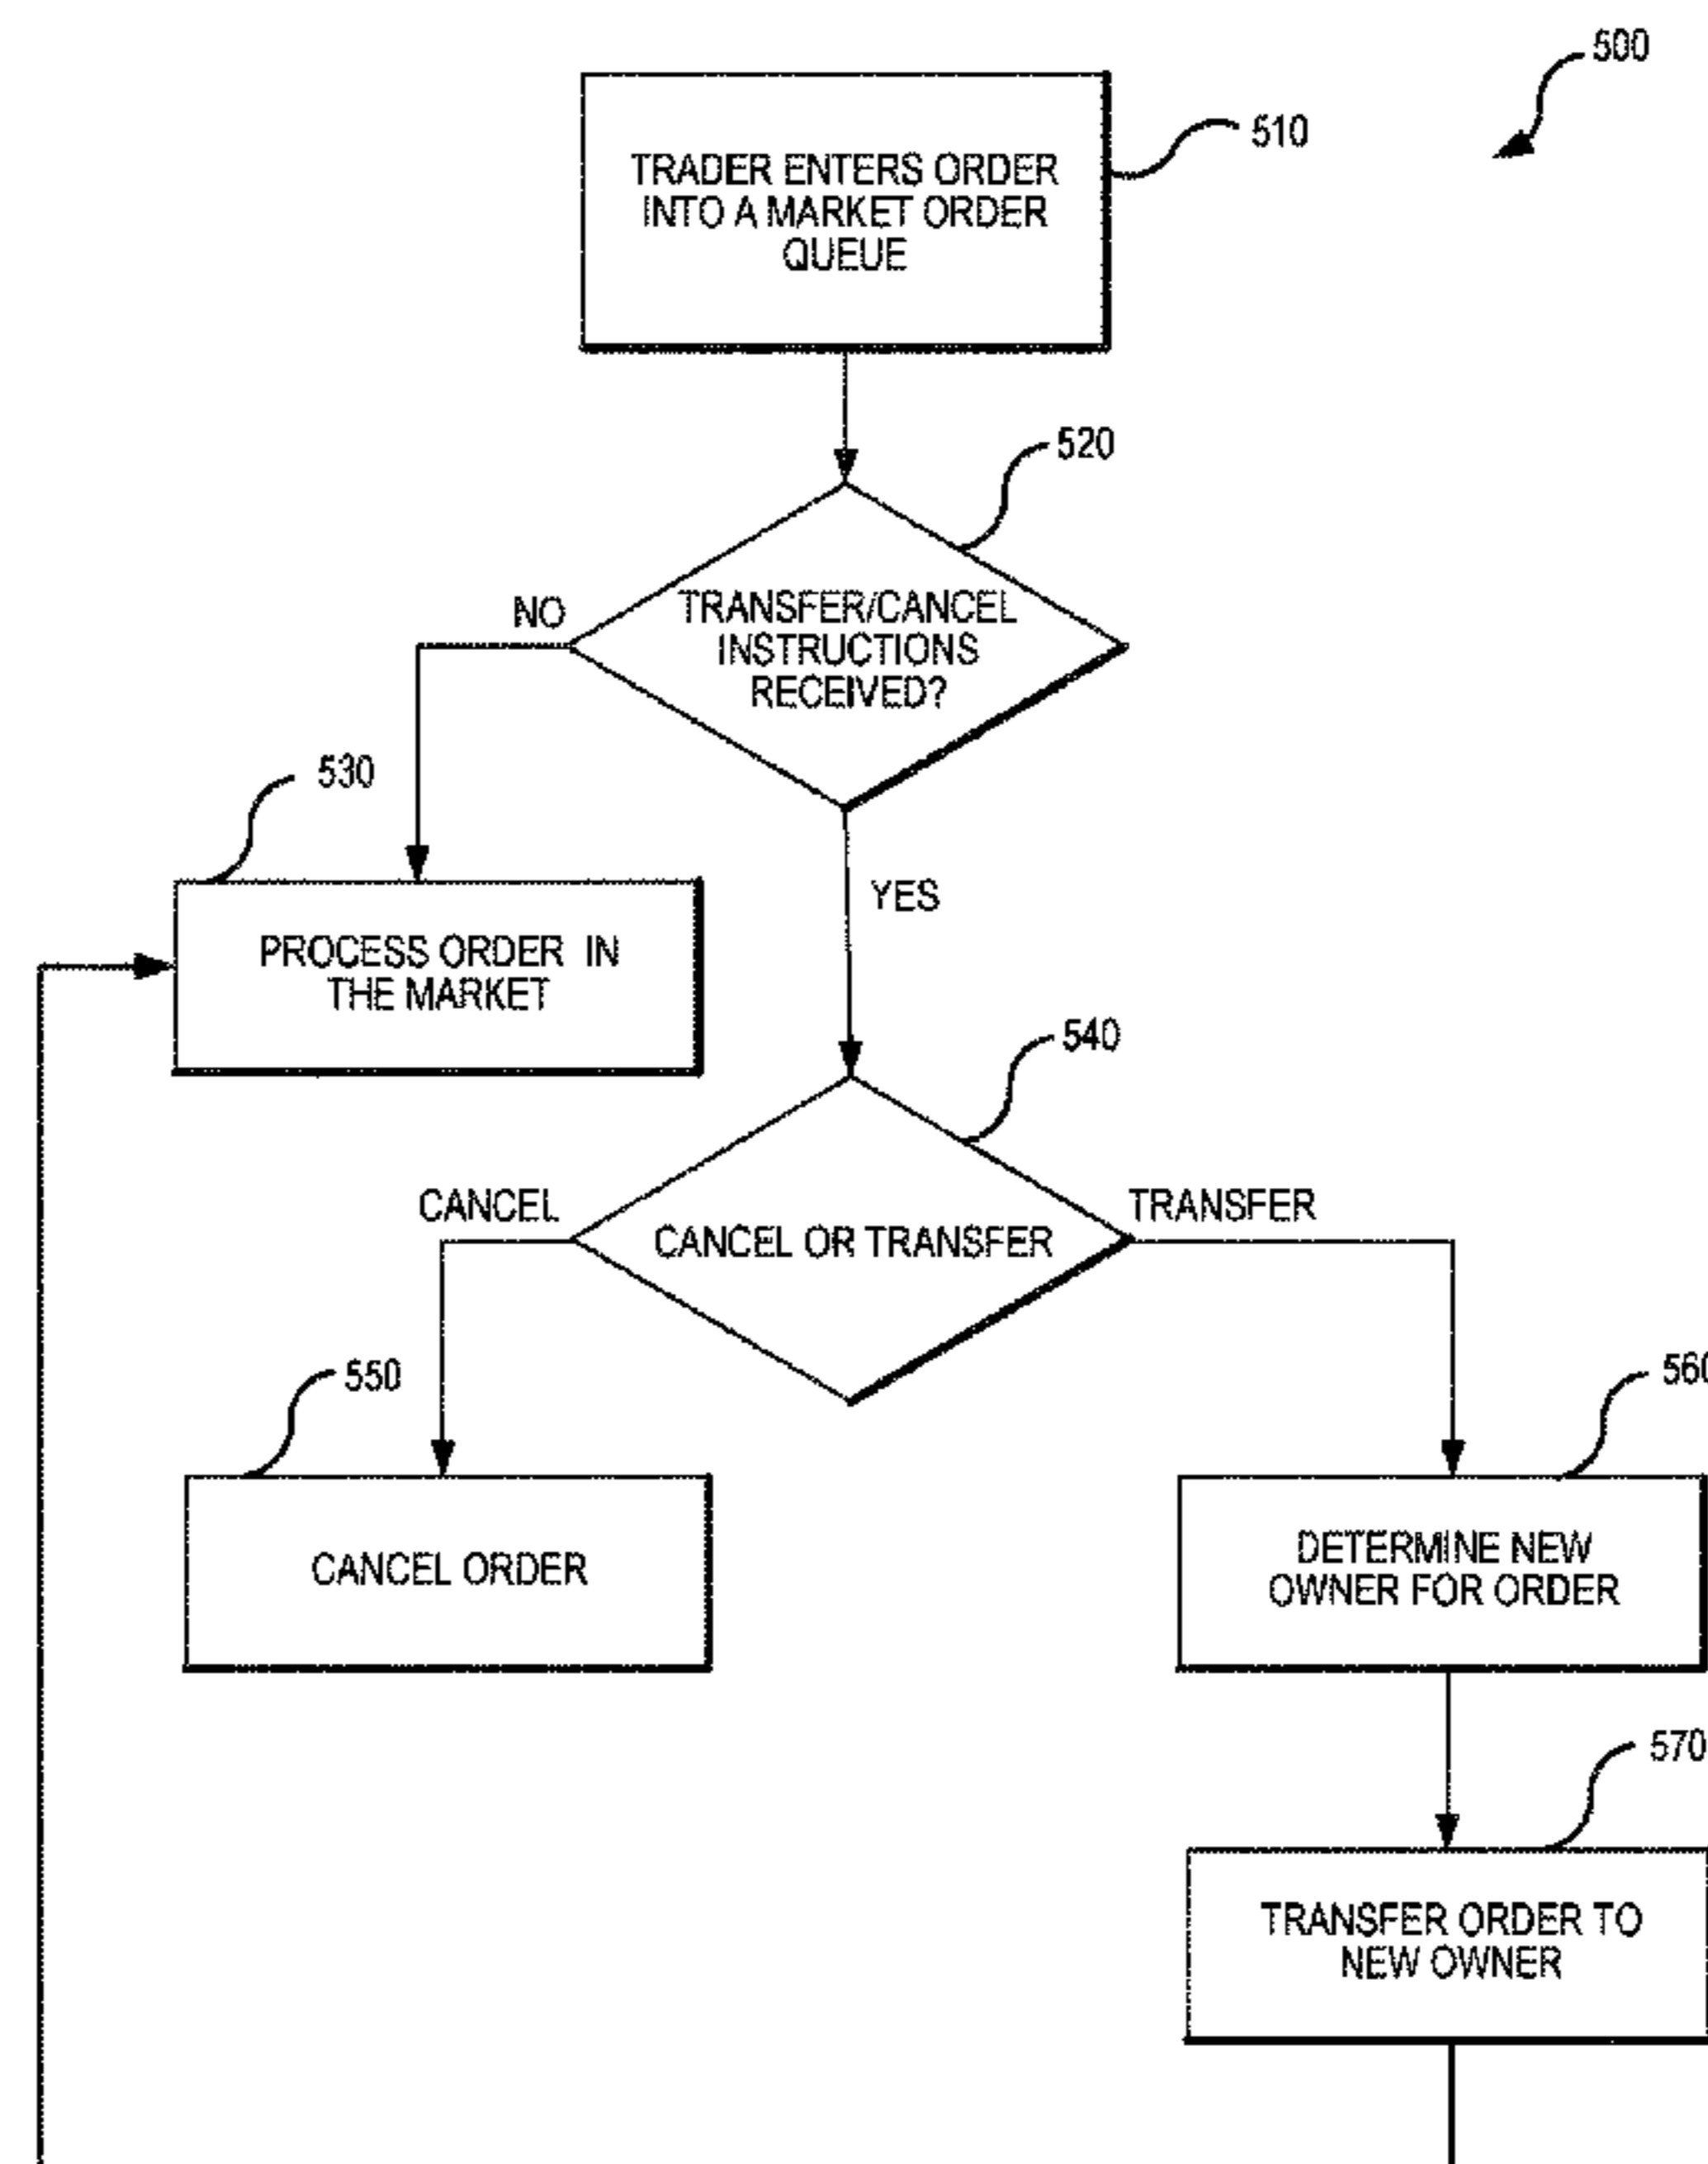 500
510
TRADER ENTERS ORDER
INTO A MARKET ORDER
QUEUE
520
NO
TRANSFER/CANCEL
INSTRUCTIONS
RECEIVED?
530
YES
PROCESS ORDER IN
THE MARKET
540
CANCEL
TRANSFER
CANCEL OR TRANSFER
550
560
CANCEL ORDER
DETERMINE NEW
OWNER FOR ORDER
570
TRANSFER ORDER TO
NEW OWNER